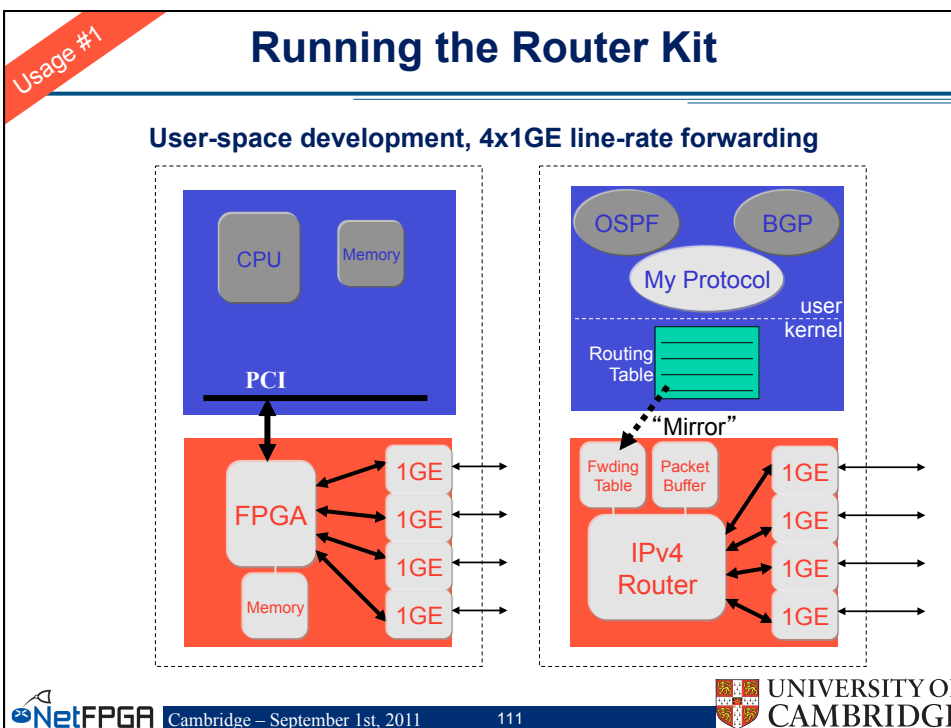 Usage #1
Running the Router Kit
User-space development, 4x1GE line-rate forwarding
CPU
Memory
PCI
FPGA
Memory
1GE
1GE
1GE
1GE
OSPF
BGP
My Protocol
user
kernel
Routing
Table
“Mirror”
Fwding
Table
Packet
Buffer
IPv4
Router
1GE
1GE
1GE
1GE
NetFPGA
Cambridge – September 1st, 2011
111
UNIVERSITY OF
CAMBRIDGE